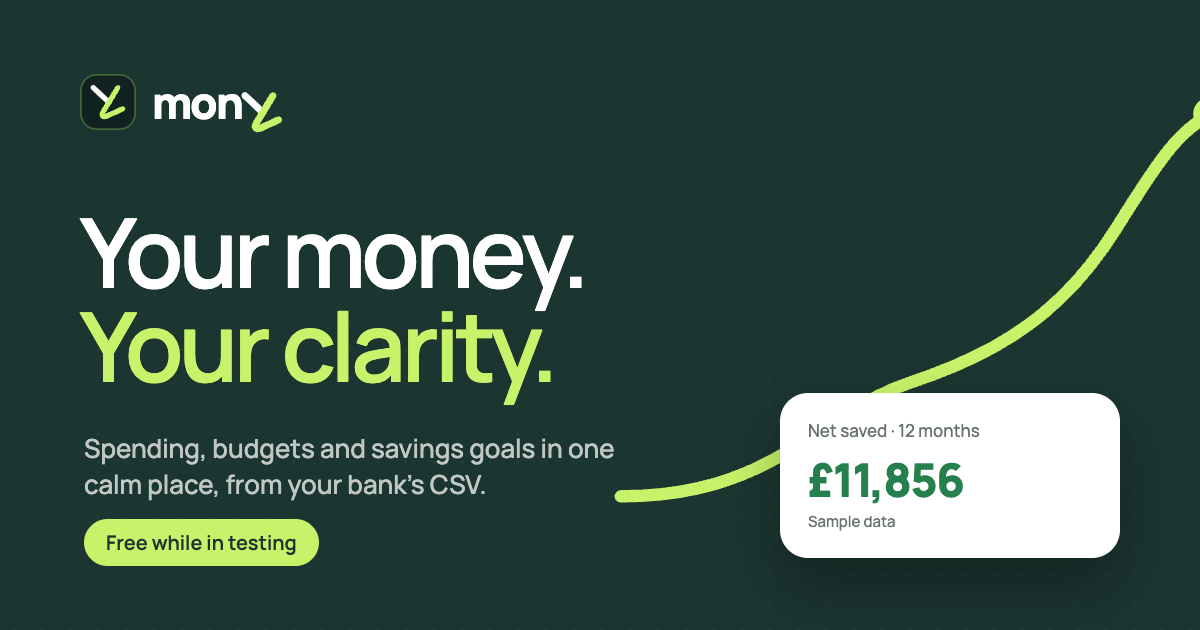 mony
Your money.
Your clarity.
Spending, budgets and savings goals in one
calm place, from your bank’s CSV.
Free while in testing
Net saved · 12 months
£11,856
Sample data